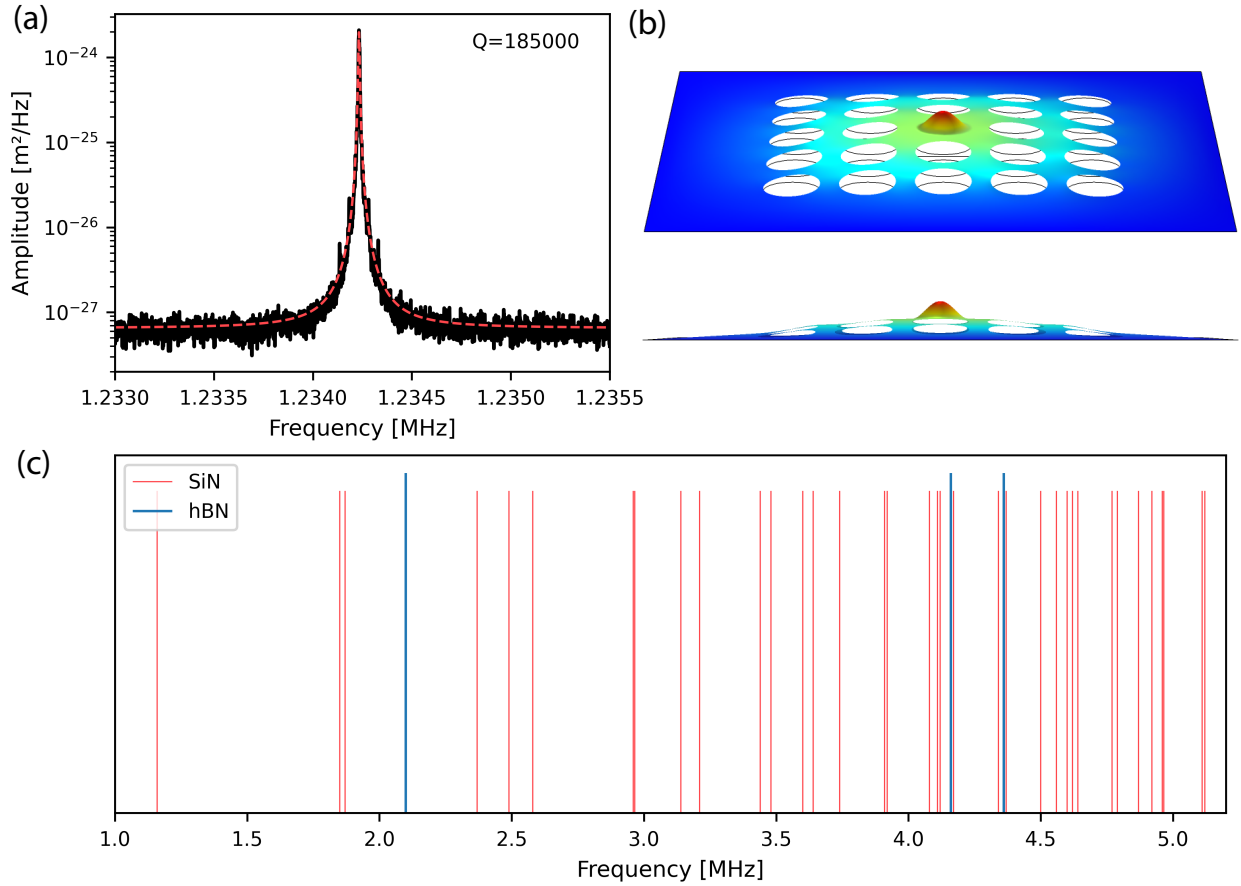 (a)
Q=185000
10⁻²⁴
10⁻²⁵
10⁻²⁶
10⁻²⁷
Amplitude [m²/Hz]
1.2330 1.2335 1.2340 1.2345 1.2350 1.2355
Frequency [MHz]
(b)
(c)
SiN
hBN
1.0 1.5 2.0 2.5 3.0 3.5 4.0 4.5 5.0
Frequency [MHz]